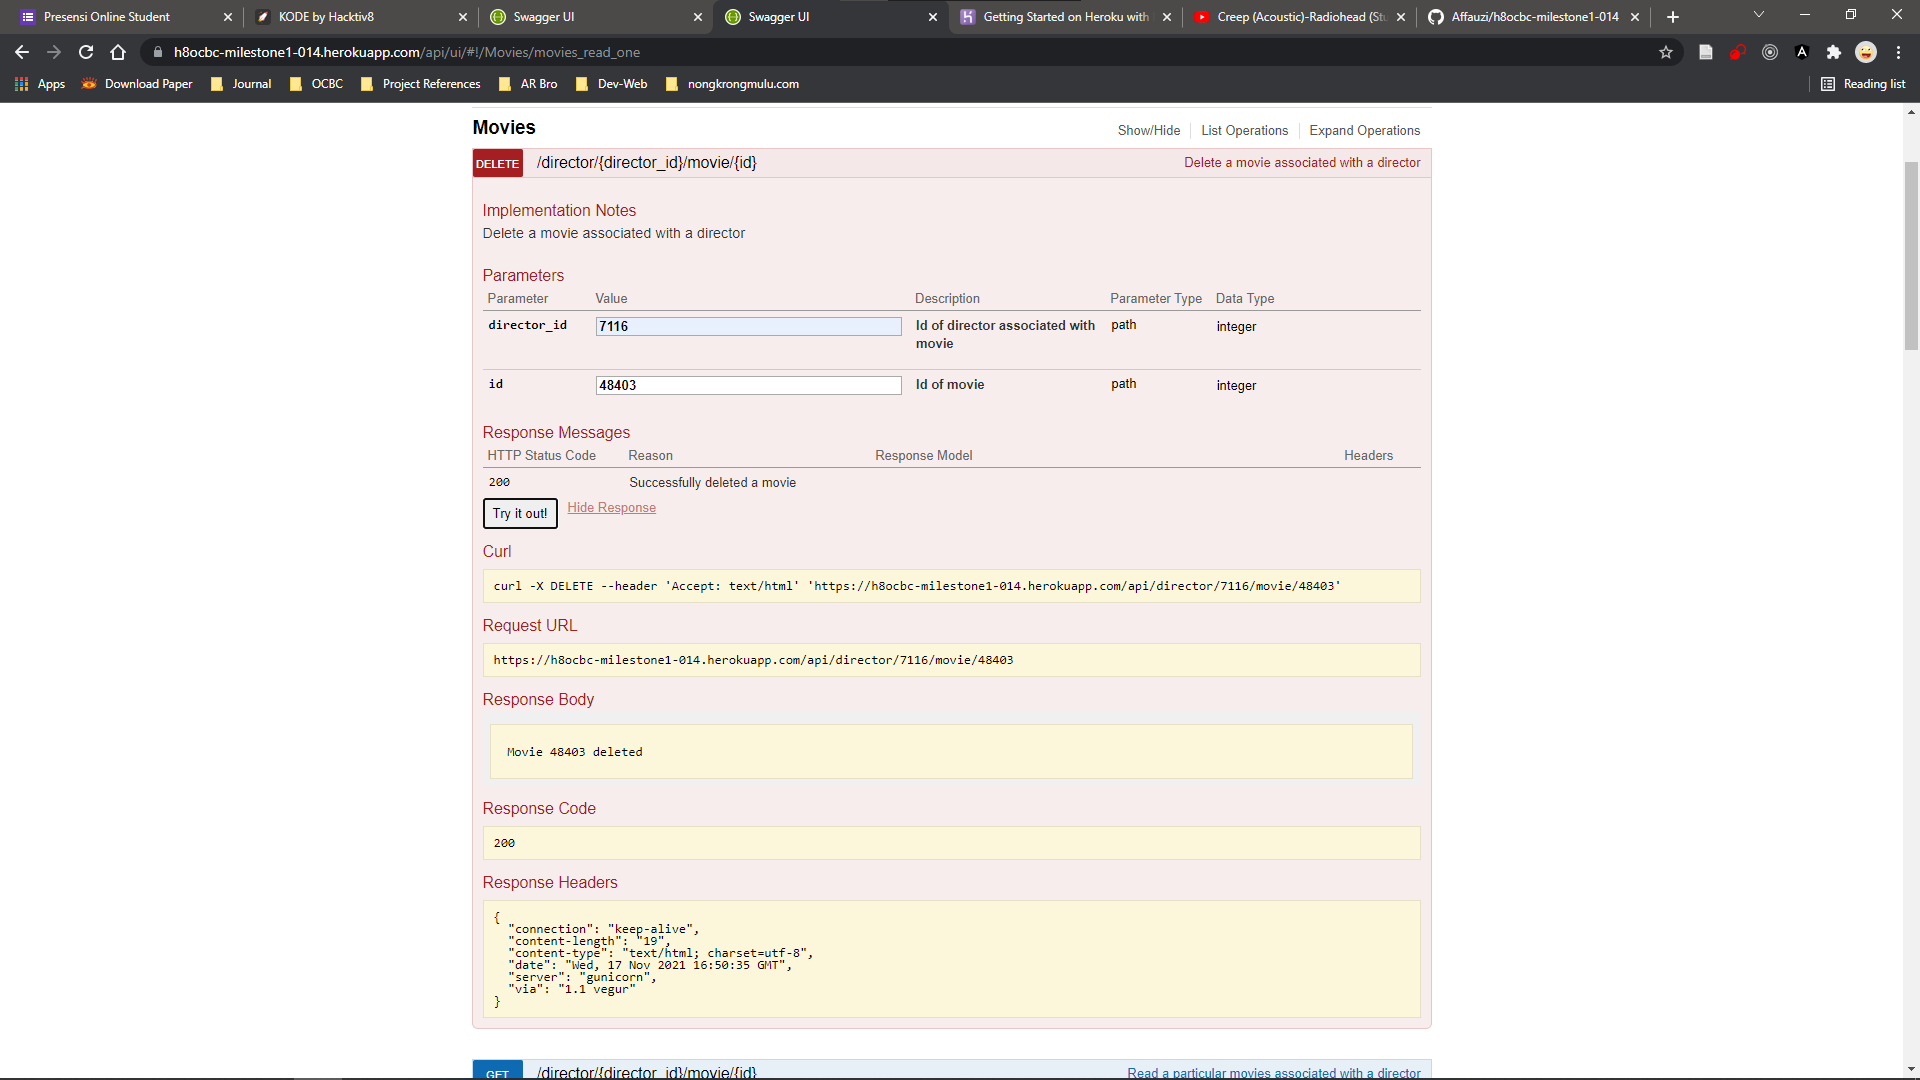 Presensi Online Student
KODE by Hacktiv8
Swagger UI
Swagger UI
Getting Started on Heroku with
Creep (Acoustic)-Radiohead (St
Affauzi/h8ocbc-milestone1-014
h8ocbc-milestone1-014.herokuapp.com/api/ui/#!/Movies/movies_read_one
Apps Download Paper Journal OCBC Project References AR Bro Dev-Web nongkrongmulu.com Reading list
Movies
Show/Hide List Operations Expand Operations
DELETE /director/{director_id}/movie/{id} Delete a movie associated with a director
Implementation Notes
Delete a movie associated with a director
Parameters
Parameter Value Description Parameter Type Data Type
director_id 7116 Id of director associated with path integer
movie
id 48403 Id of movie path integer
Response Messages
HTTP Status Code Reason Response Model Headers
200 Successfully deleted a movie
Try it out! Hide Response
Curl
curl -X DELETE --header 'Accept: text/html' 'https://h8ocbc-milestone1-014.herokuapp.com/api/director/7116/movie/48403'
Request URL
https://h8ocbc-milestone1-014.herokuapp.com/api/director/7116/movie/48403
Response Body
Movie 48403 deleted
Response Code
200
Response Headers
{
"connection": "keep-alive",
"content-length": "19",
"content-type": "text/html; charset=utf-8",
"date": "Wed, 17 Nov 2021 16:50:35 GMT",
"server": "gunicorn",
"via": "1.1 vegur"
}
GET /director/{director_id}/movie/{id} Read a particular movies associated with a director